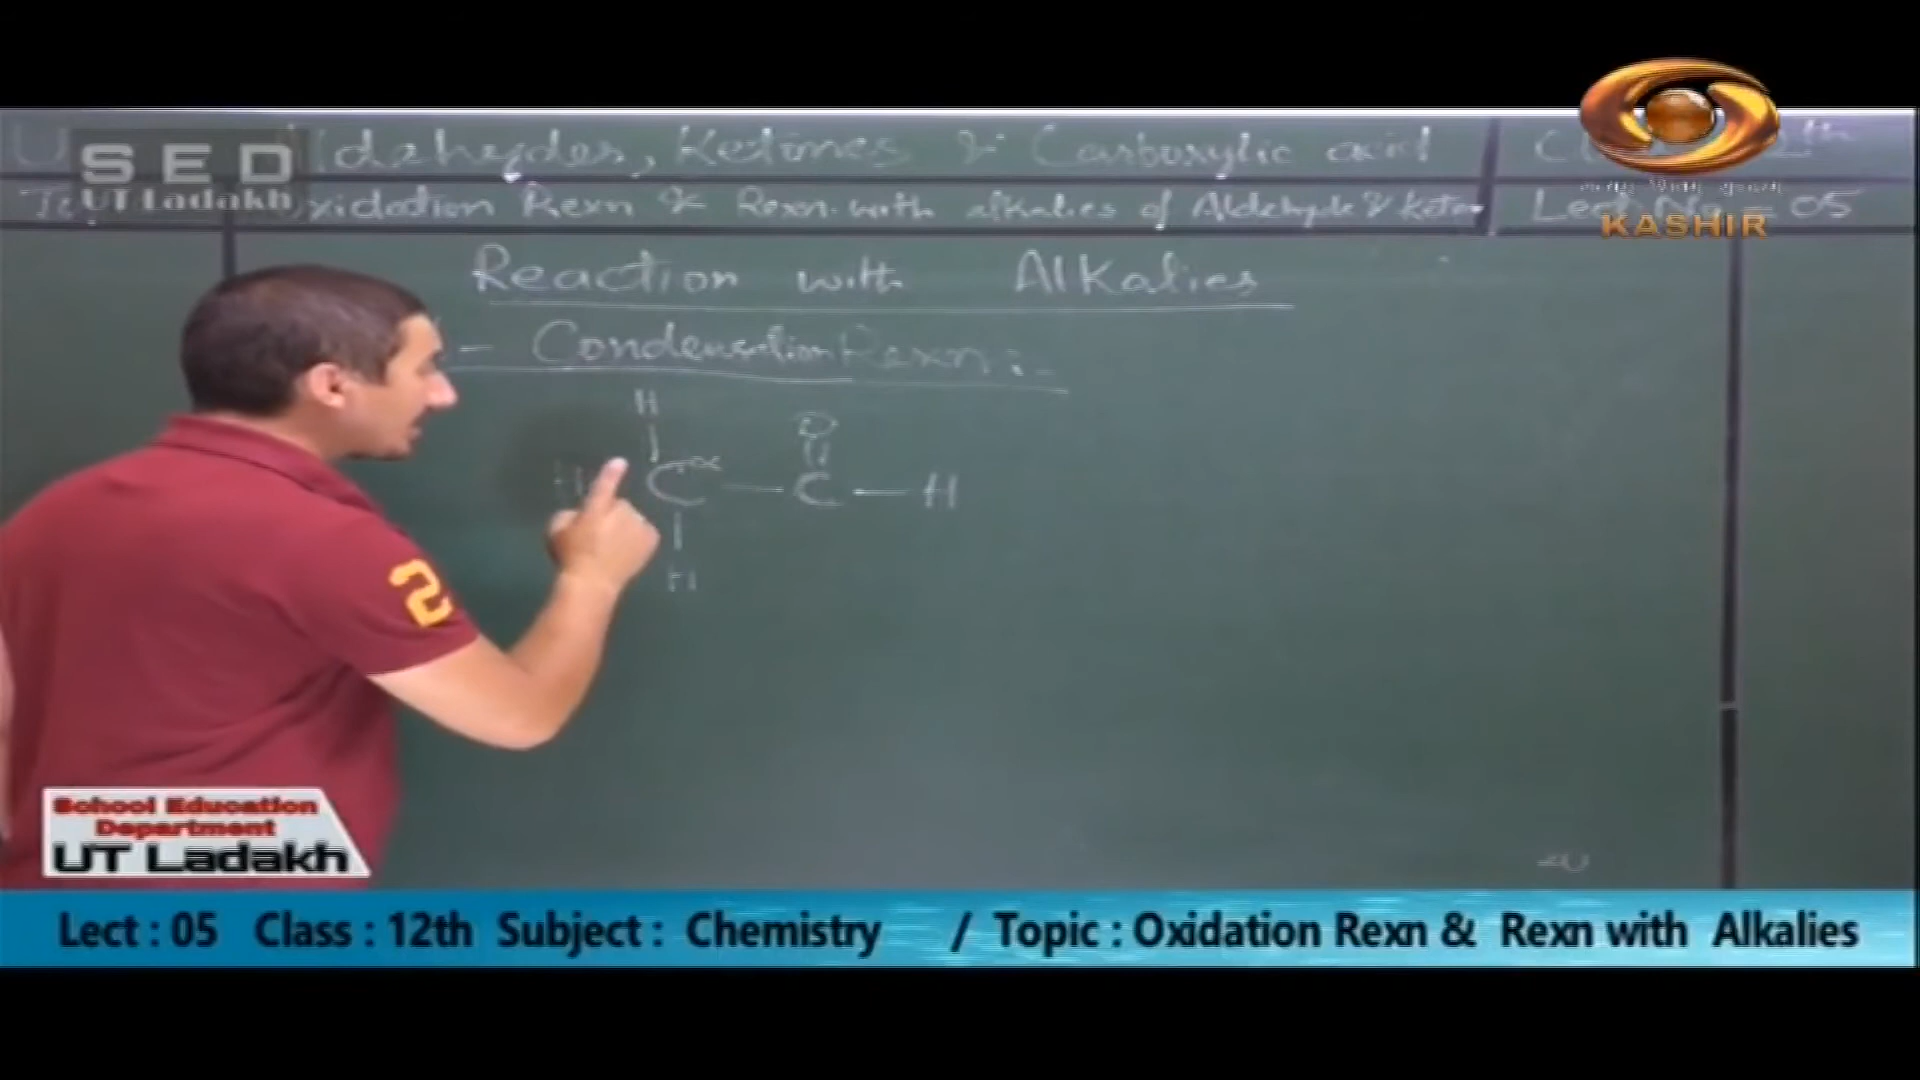 Aldehydes, Ketones & Carboxylic acid
SED
UT Ladakh
Oxidation Rexn & Rexn. with alkalies of Aldehyde & Keton
Lect No - 05
KASHIR
Reaction with Alkalies
- Condensation Rexn :-
H
O
H C α — C — H
H
School Education
Department
UT Ladakh
Lect : 05 Class : 12th Subject : Chemistry / Topic : Oxidation Rexn & Rexn with Alkalies